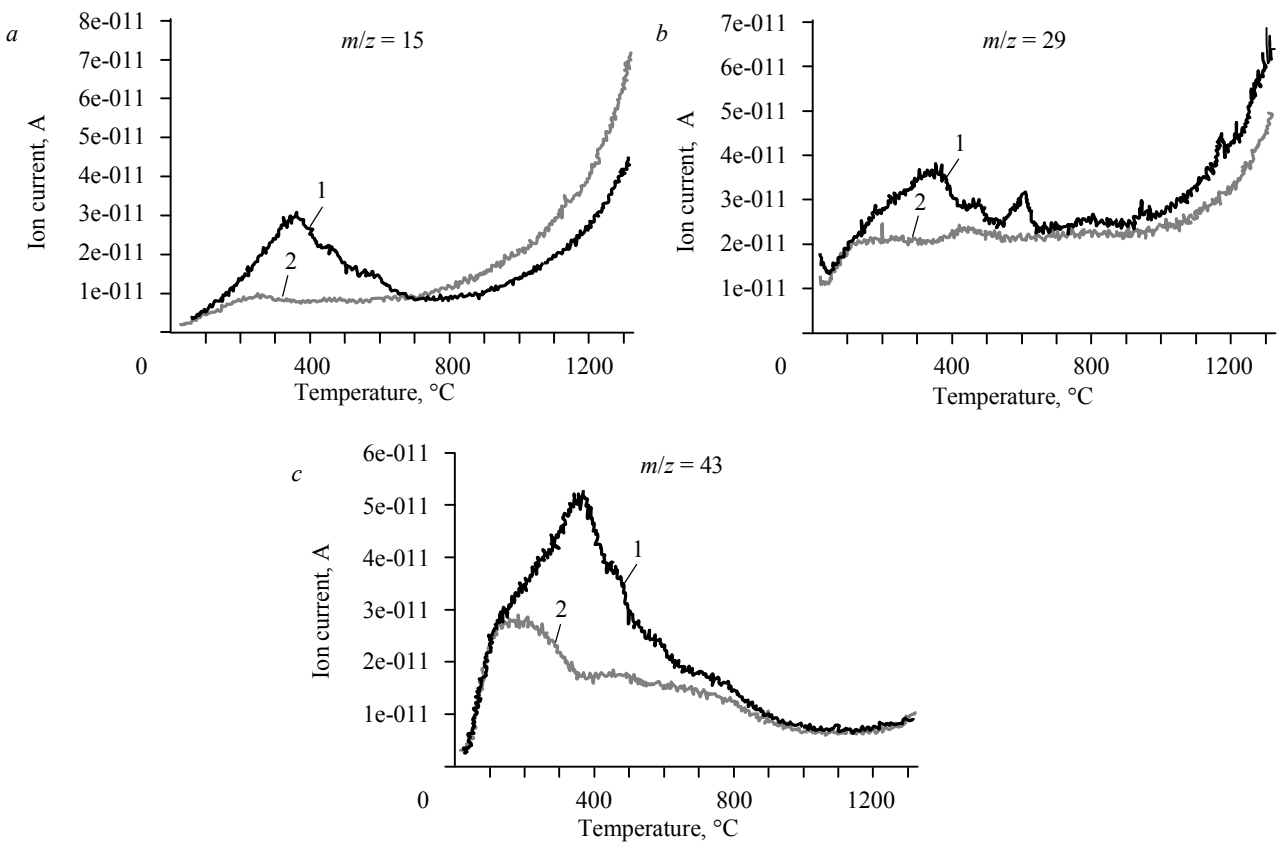 a
m/z = 15
8e-011
7e-011
6e-011
5e-011
4e-011
3e-011
2e-011
1e-011
Ion current, A
1
2
0
400
800
1200
Temperature, °C
b
m/z = 29
7e-011
6e-011
5e-011
4e-011
3e-011
2e-011
1e-011
Ion current, A
1
2
0
400
800
1200
Temperature, °C
c
m/z = 43
6e-011
5e-011
4e-011
3e-011
2e-011
1e-011
Ion current, A
1
2
0
400
800
1200
Temperature, °C